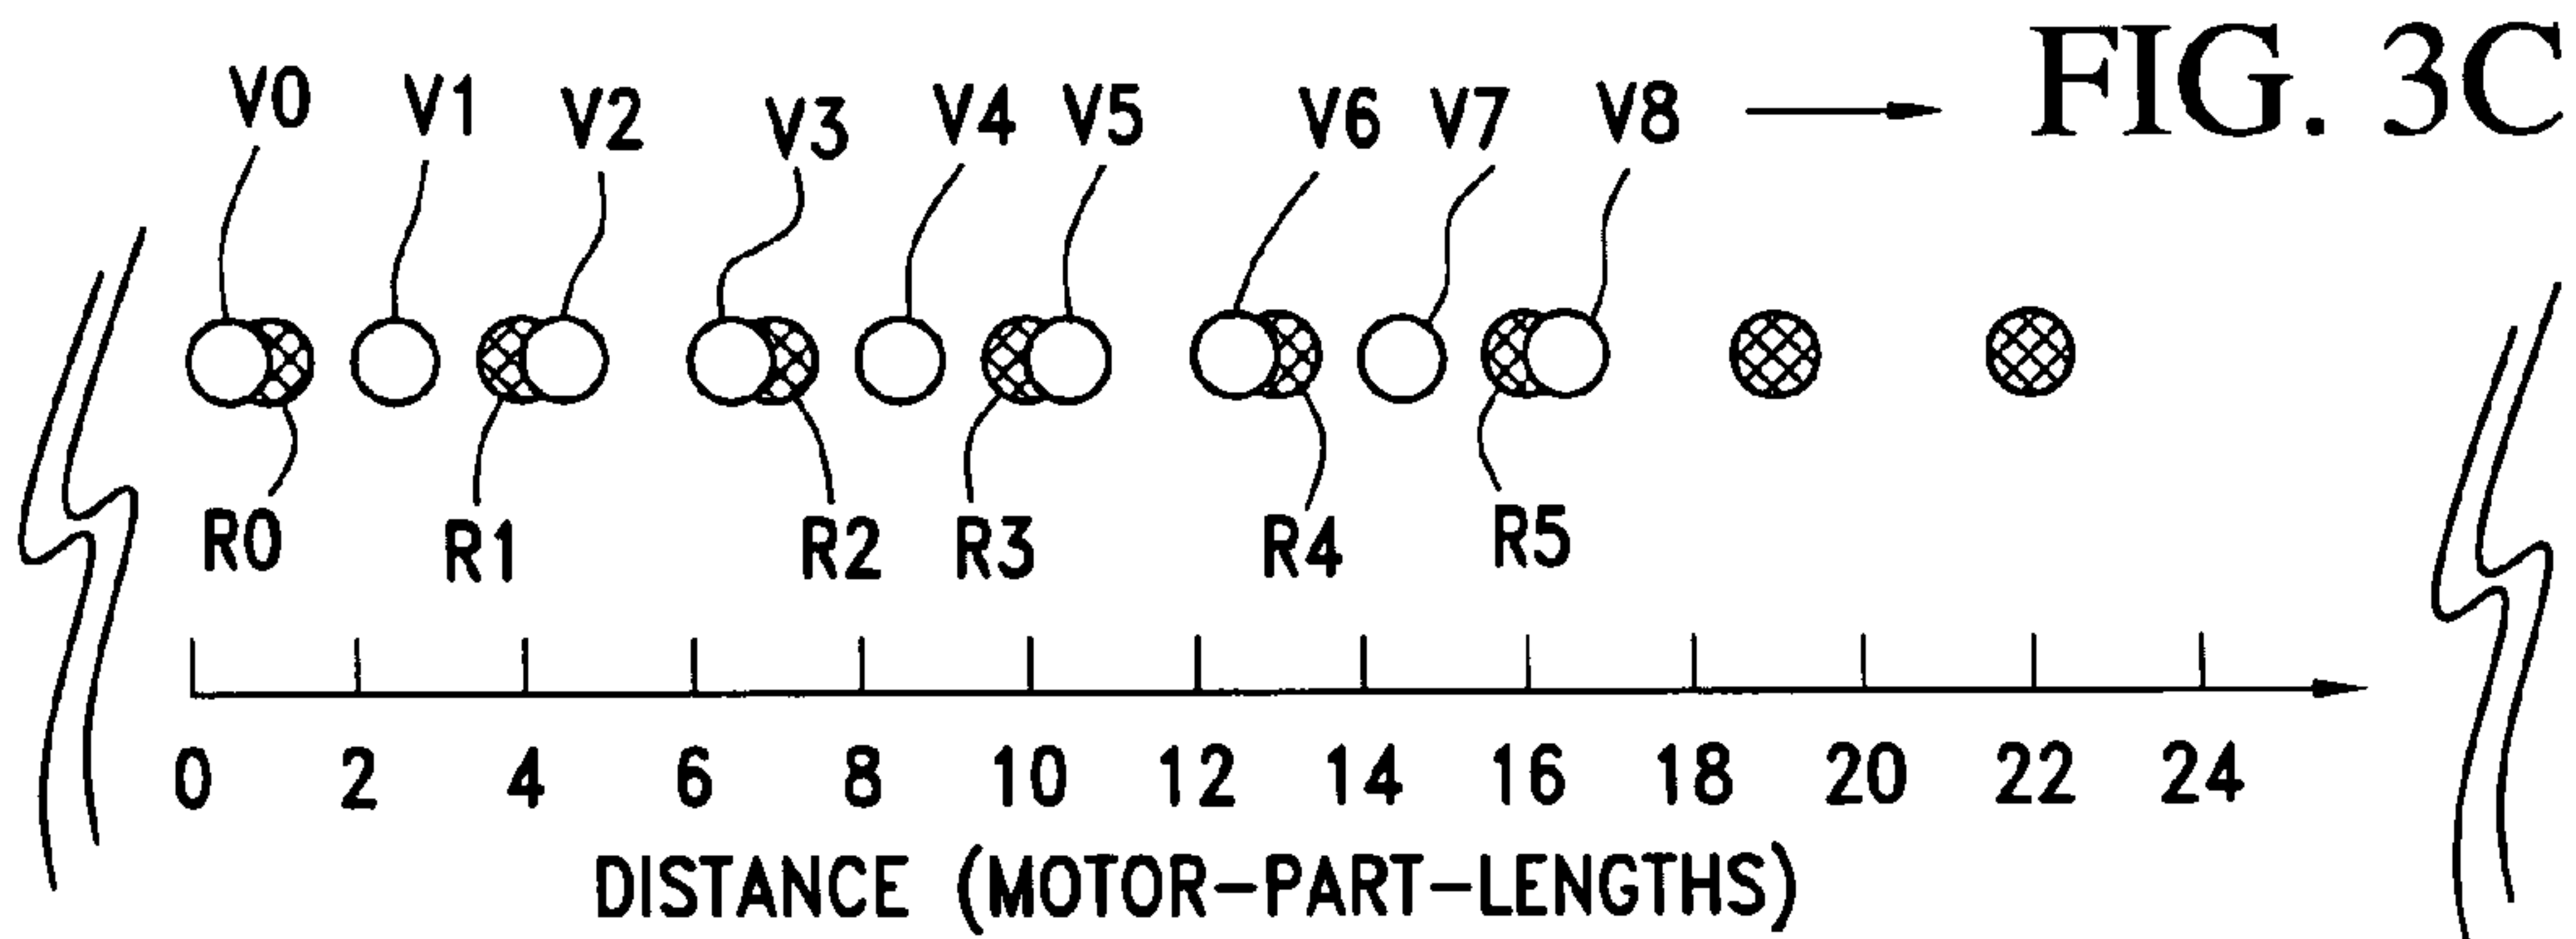 FIG. 3C
V0 V1 V2 V3 V4 V5 V6 V7 V8
R0 R1 R2 R3 R4 R5
0 2 4 6 8 10 12 14 16 18 20 22 24
DISTANCE (MOTOR-PART-LENGTHS)